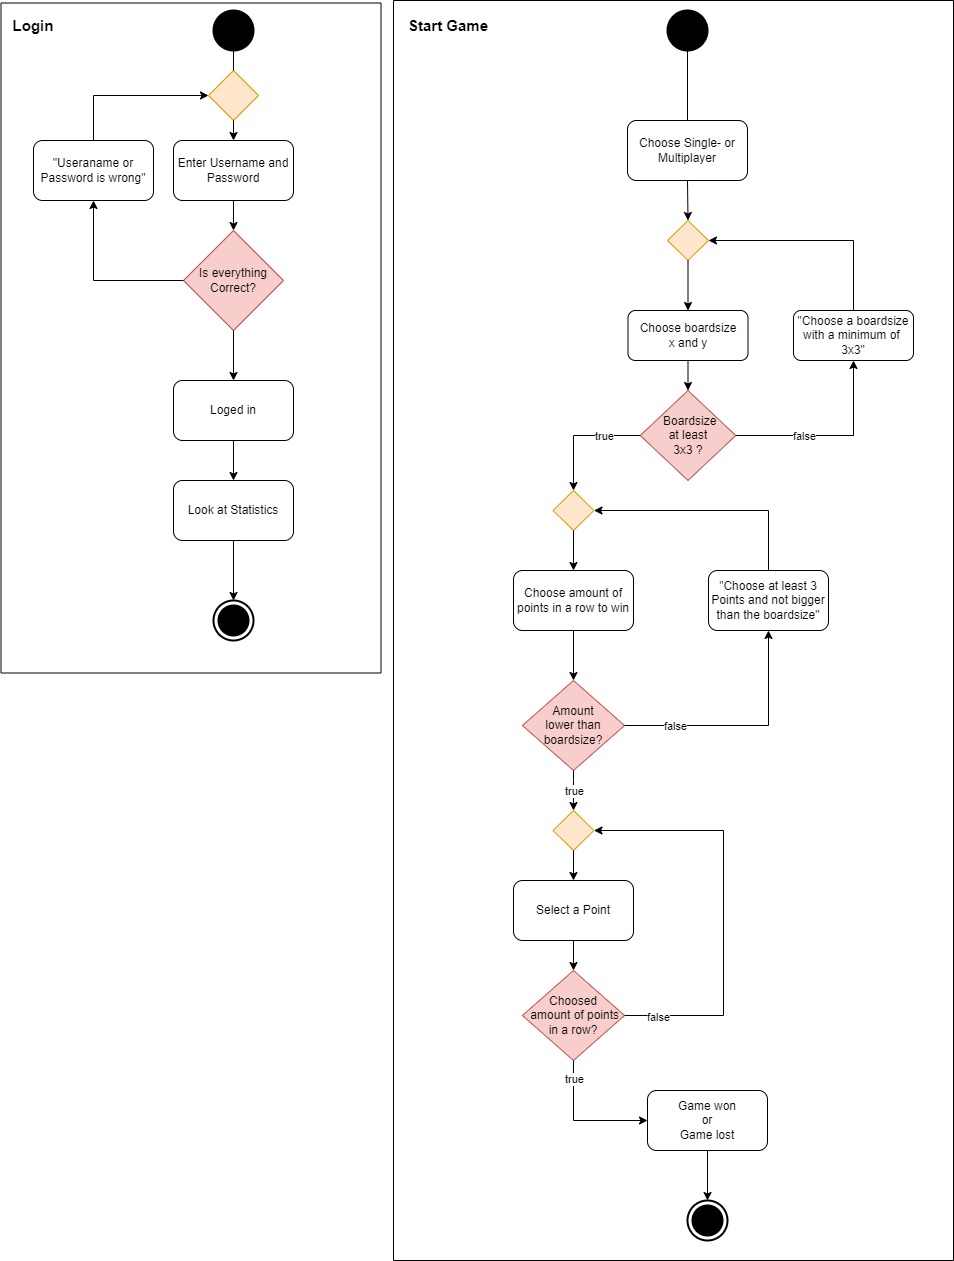 Login
"Useraname or
Password is wrong"
Enter Username and
Password
Is everything
Correct?
Loged in
Look at Statistics
Start Game
Choose Single- or
Multiplayer
Choose boardsize
x and y
"Choose a boardsize
with a minimum of
3x3"
Boardsize
at least
3x3 ?
true
false
Choose amount of
points in a row to win
"Choose at least 3
Points and not bigger
than the boardsize"
Amount
lower than
boardsize?
false
true
Select a Point
Choosed
amount of points
in a row?
false
true
Game won
or
Game lost